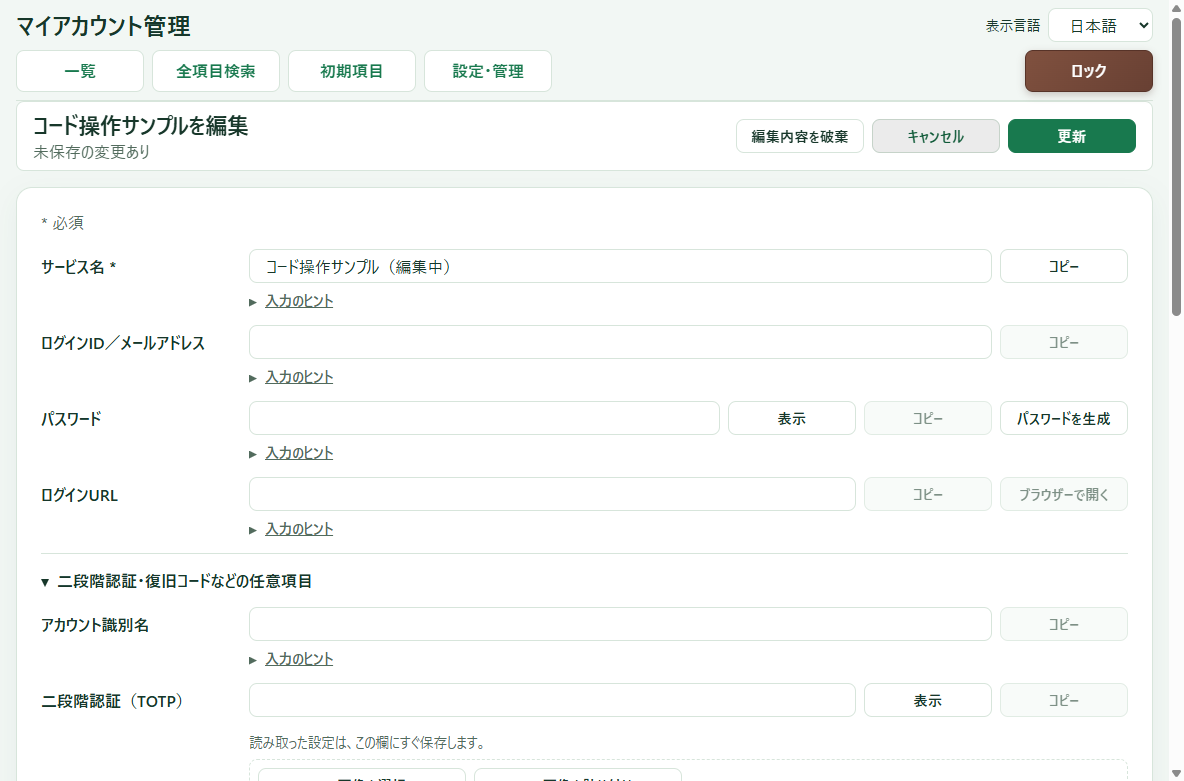 マイアカウント管理
表示言語 日本語
一覧 全項目検索 初期項目 設定・管理 ロック
コード操作サンプルを編集
未保存の変更あり
編集内容を破棄 キャンセル 更新
* 必須
サービス名 * コード操作サンプル（編集中） コピー
▶ 入力のヒント
ログインID／メールアドレス コピー
▶ 入力のヒント
パスワード 表示 コピー パスワードを生成
▶ 入力のヒント
ログインURL コピー ブラウザーで開く
▶ 入力のヒント
▼ 二段階認証・復旧コードなどの任意項目
アカウント識別名 コピー
▶ 入力のヒント
二段階認証（TOTP） 表示 コピー
読み取った設定は、この欄にすぐ保存します。